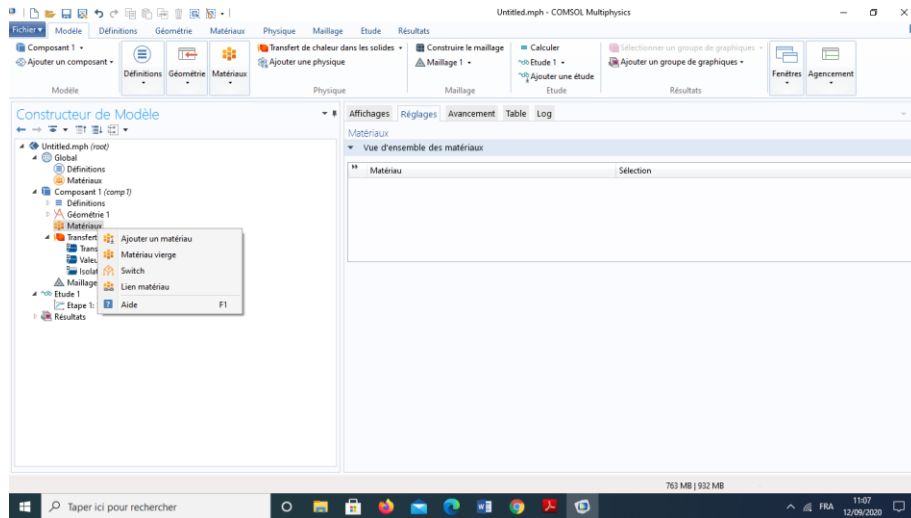 Untitled.mph - COMSOL Multiphysics
Fichier Modèle Définitions Géométrie Matériaux Physique Maillage Etude Résultats
Composant 1
Ajouter un composant
Modèle
Définitions
Géométrie
Matériaux
Transfert de chaleur dans les solides
Ajouter une physique
Physique
Construire le maillage
Maillage 1
Maillage
Calculer
Etude 1
Ajouter une étude
Etude
Sélectionner un groupe de graphiques
Ajouter un groupe de graphiques
Résultats
Fenêtres
Agencement
Constructeur de Modèle
Untitled.mph (root)
Global
Définitions
Matériaux
Composant 1 (comp 1)
Définitions
Géométrie 1
Matériaux
Transfert
Trans
Valeu
Isolat
Maillage
Etude 1
Etape 1:
Résultats
Ajouter un matériau
Matériau vierge
Switch
Lien matériau
Aide F1
Affichages Réglages Avancement Table Log
Matériaux
Vue d'ensemble des matériaux
Matériau Sélection
763 MB | 932 MB
Taper ici pour rechercher
FRA
11:07
12/09/2020